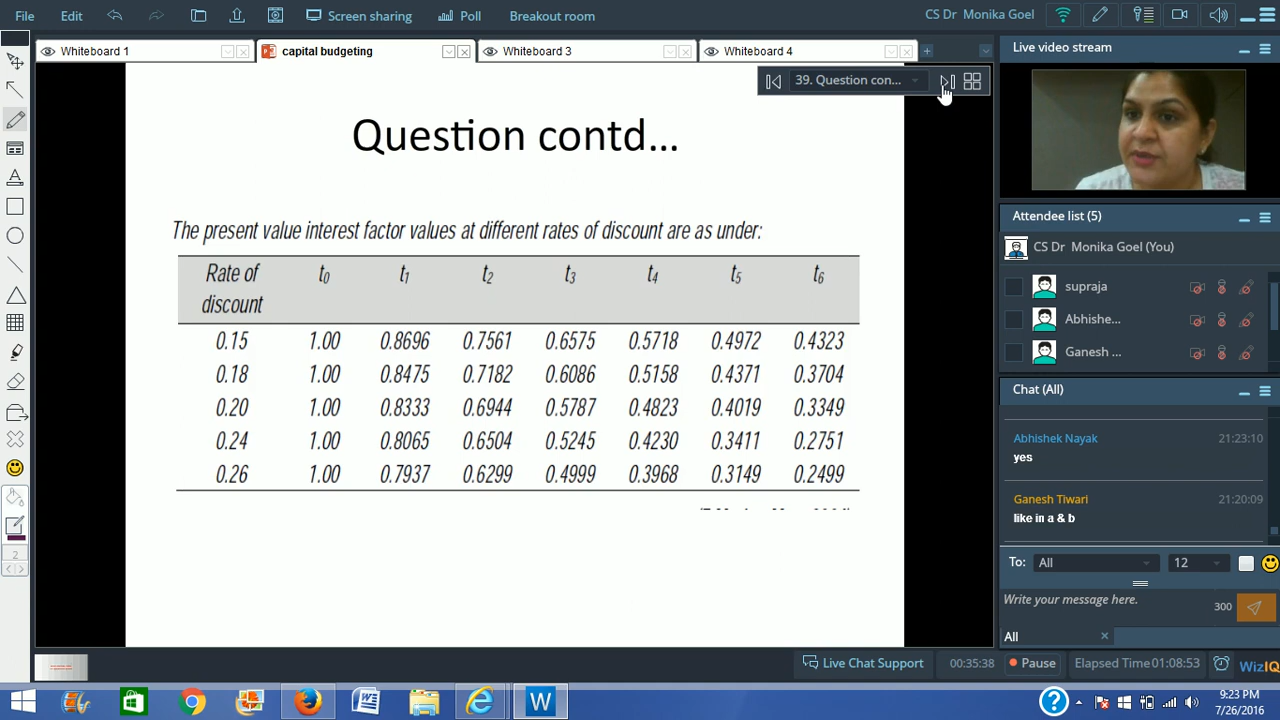 File Edit Screen sharing Poll Breakout room CS Dr Monika Goel
Whiteboard 1 capital budgeting Whiteboard 3 Whiteboard 4
Live video stream
39. Question con...
Question contd...
The present value interest factor values at different rates of discount are as under:
Rate of discount t0 t1 t2 t3 t4 t5 t6
0.15 1.00 0.8696 0.7561 0.6575 0.5718 0.4972 0.4323
0.18 1.00 0.8475 0.7182 0.6086 0.5158 0.4371 0.3704
0.20 1.00 0.8333 0.6944 0.5787 0.4823 0.4019 0.3349
0.24 1.00 0.8065 0.6504 0.5245 0.4230 0.3411 0.2751
0.26 1.00 0.7937 0.6299 0.4999 0.3968 0.3149 0.2499
Attendee list (5)
CS Dr Monika Goel (You)
supraja
Abhishe...
Ganesh ...
Chat (All)
Abhishek Nayak 21:23:10
yes
Ganesh Tiwari 21:20:09
like in a & b
To: All 12
Write your message here.
300
All
2
Live Chat Support 00:35:38 Pause Elapsed Time 01:08:53 WizIQ
9:23 PM
7/26/2016